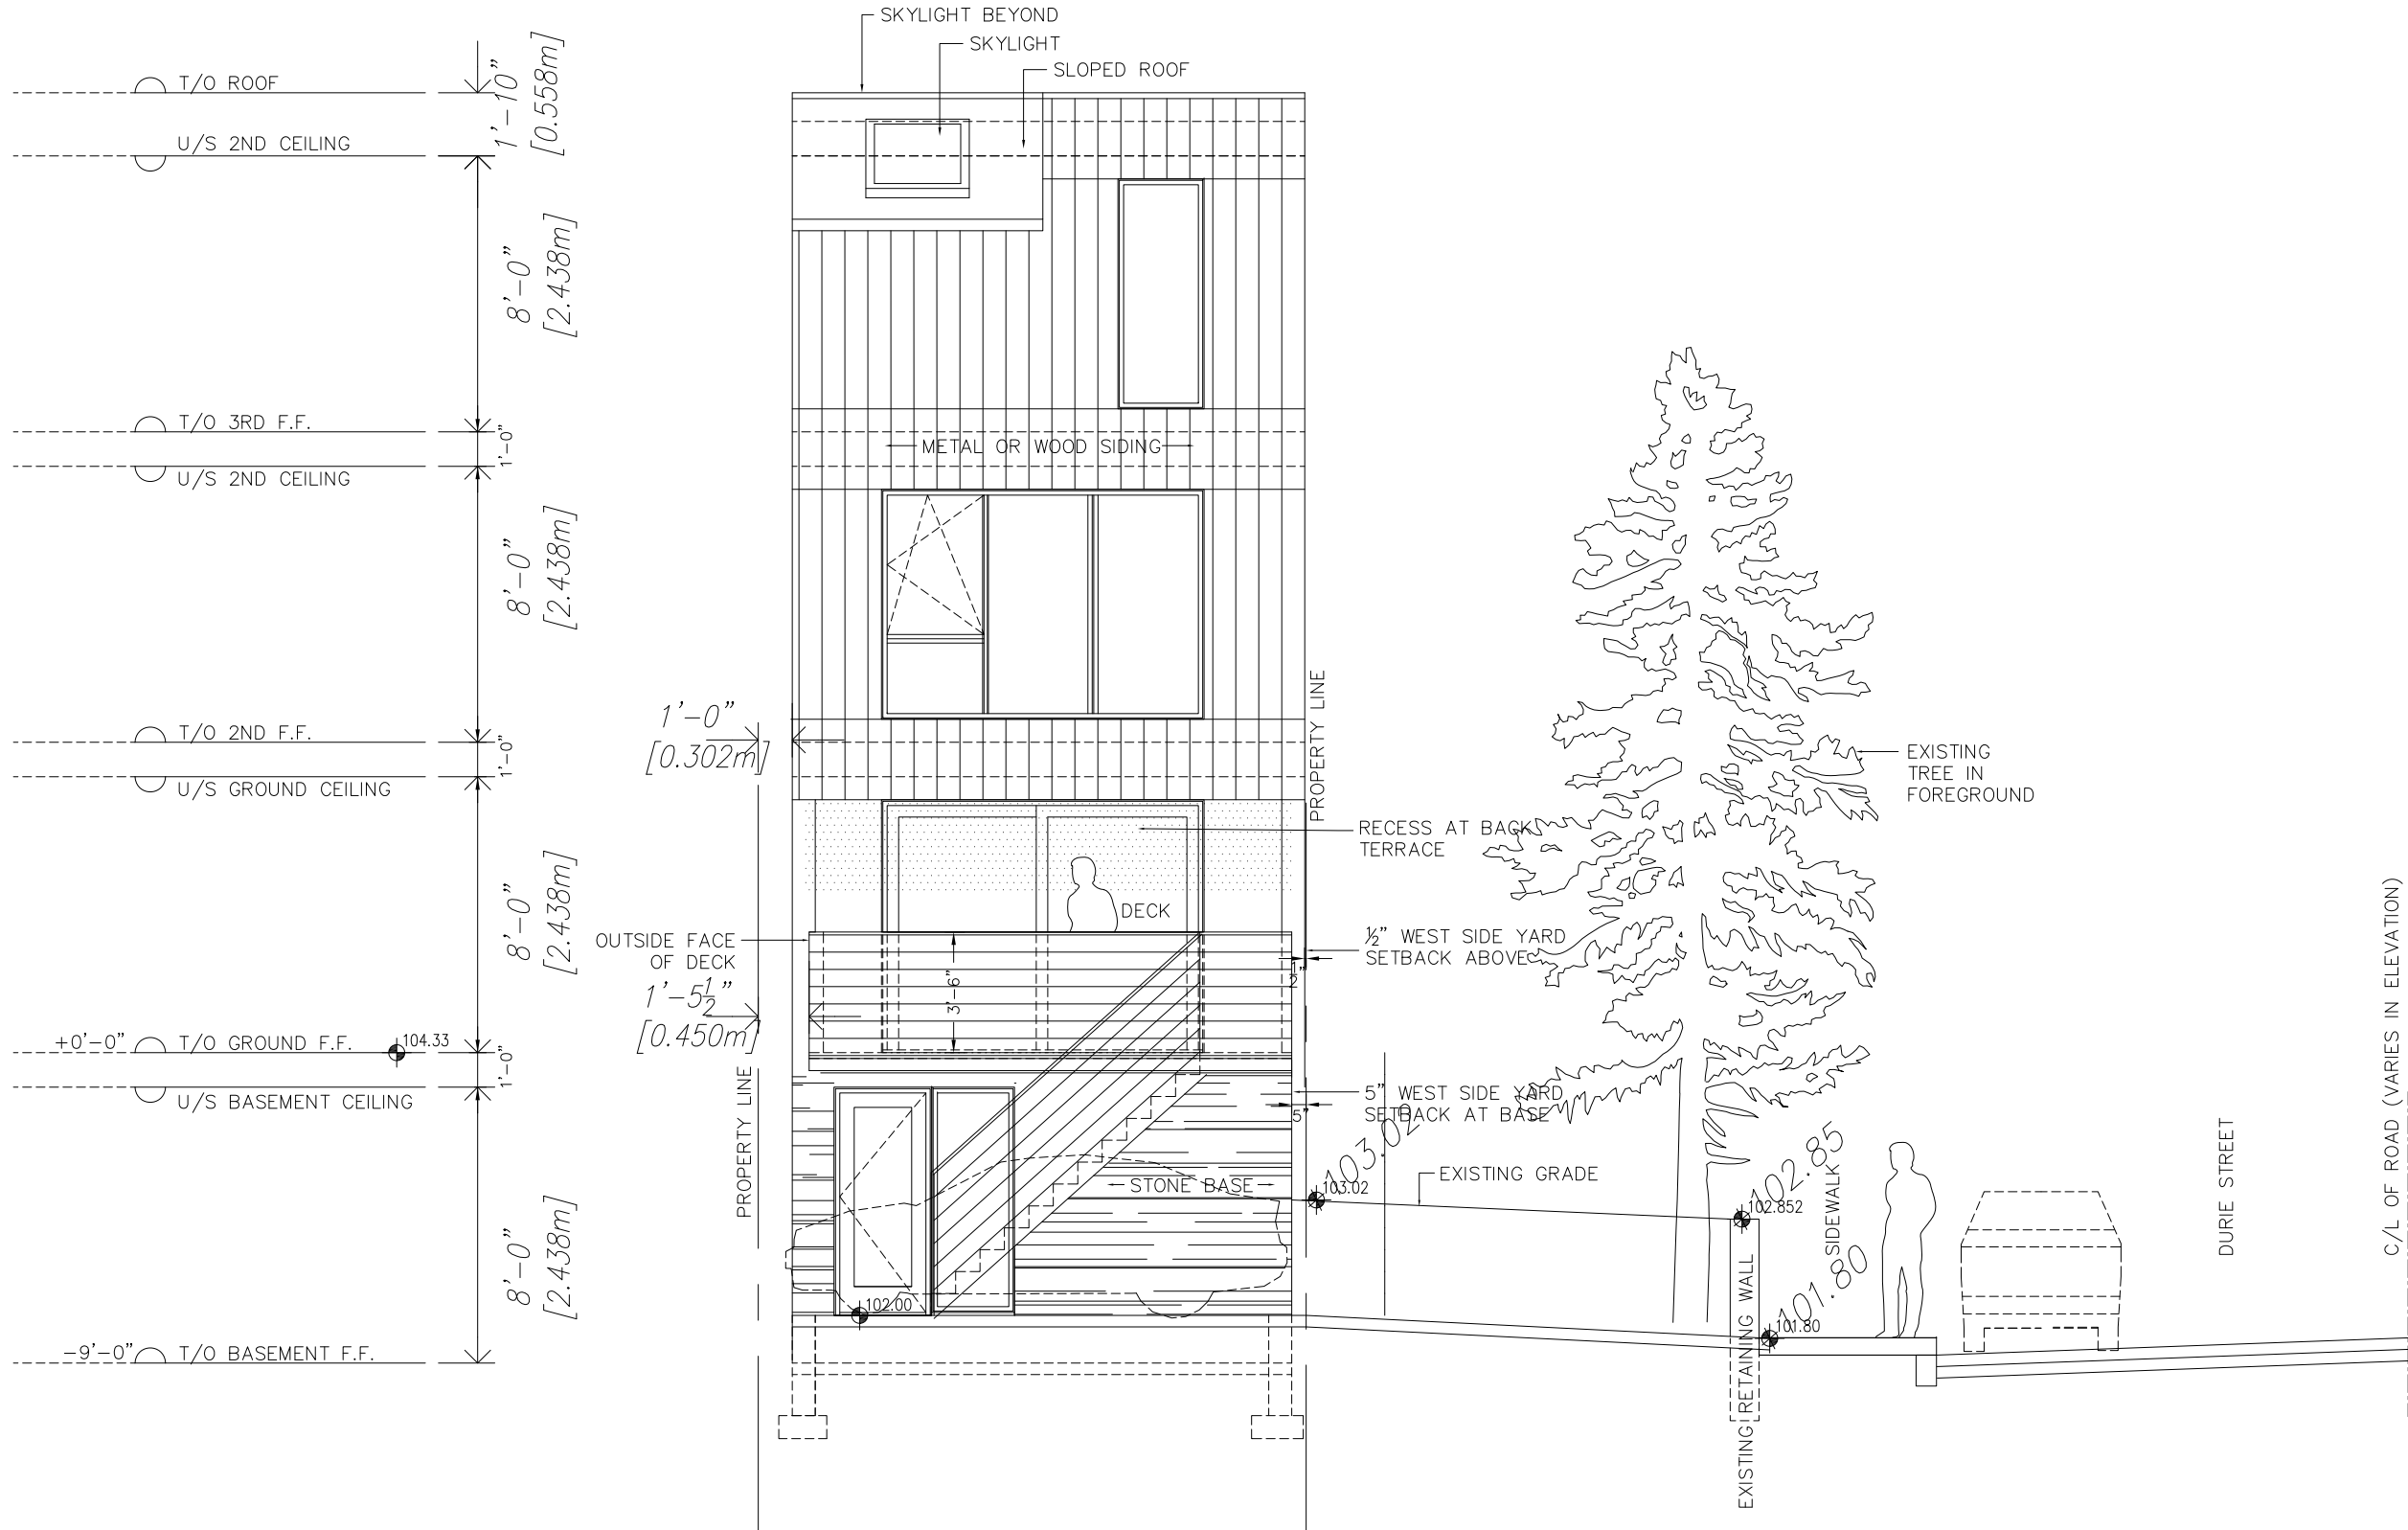 SKYLIGHT BEYOND
SKYLIGHT
SLOPED ROOF
T/O ROOF
1'-10"
[0.558m]
U/S 2ND CEILING
8'-0"
[2.438m]
T/O 3RD F.F.
1'-0"
METAL OR WOOD SIDING
U/S 2ND CEILING
8'-0"
[2.438m]
T/O 2ND F.F.
1'-0"
U/S GROUND CEILING
1'-0"
[0.302m]
PROPERTY LINE
EXISTING
TREE IN
FOREGROUND
RECESS AT BACK
TERRACE
8'-0"
[2.438m]
DECK
OUTSIDE FACE
OF DECK
½" WEST SIDE YARD
SETBACK ABOVE
½"
3'-6"
1'-5½"
[0.450m]
+0'-0"
T/O GROUND F.F.
104.33
1'-0"
U/S BASEMENT CEILING
5" WEST SIDE YARD
SETBACK AT BASE
5"
PROPERTY LINE
103.02
103.02
STONE BASE
EXISTING GRADE
102.85
102.852
SIDEWALK
101.80
101.80
EXISTING RETAINING WALL
DURIE STREET
C/L OF ROAD (VARIES IN ELEVATION)
8'-0"
[2.438m]
102.00
-9'-0"
T/O BASEMENT F.F.